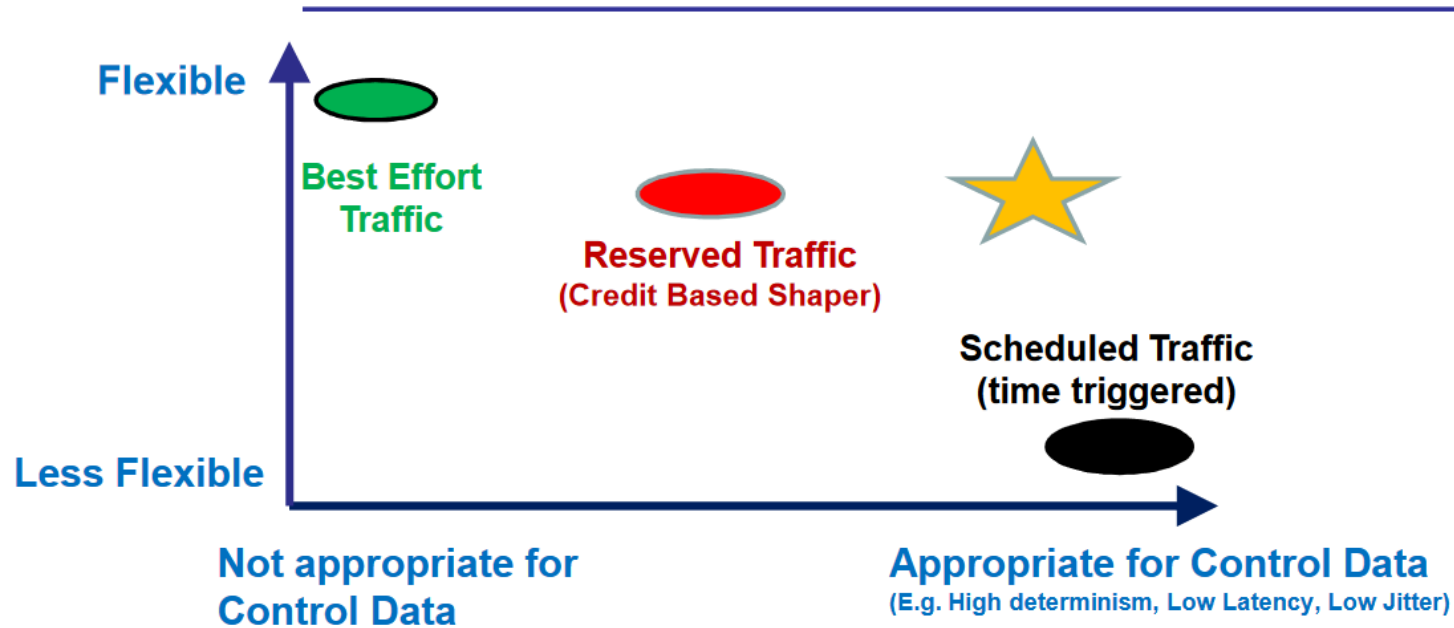 Flexible
Best Effort
Traffic
Reserved Traffic
(Credit Based Shaper)
Scheduled Traffic
(time triggered)
Less Flexible
Not appropriate for
Control Data
Appropriate for Control Data
(E.g. High determinism, Low Latency, Low Jitter)